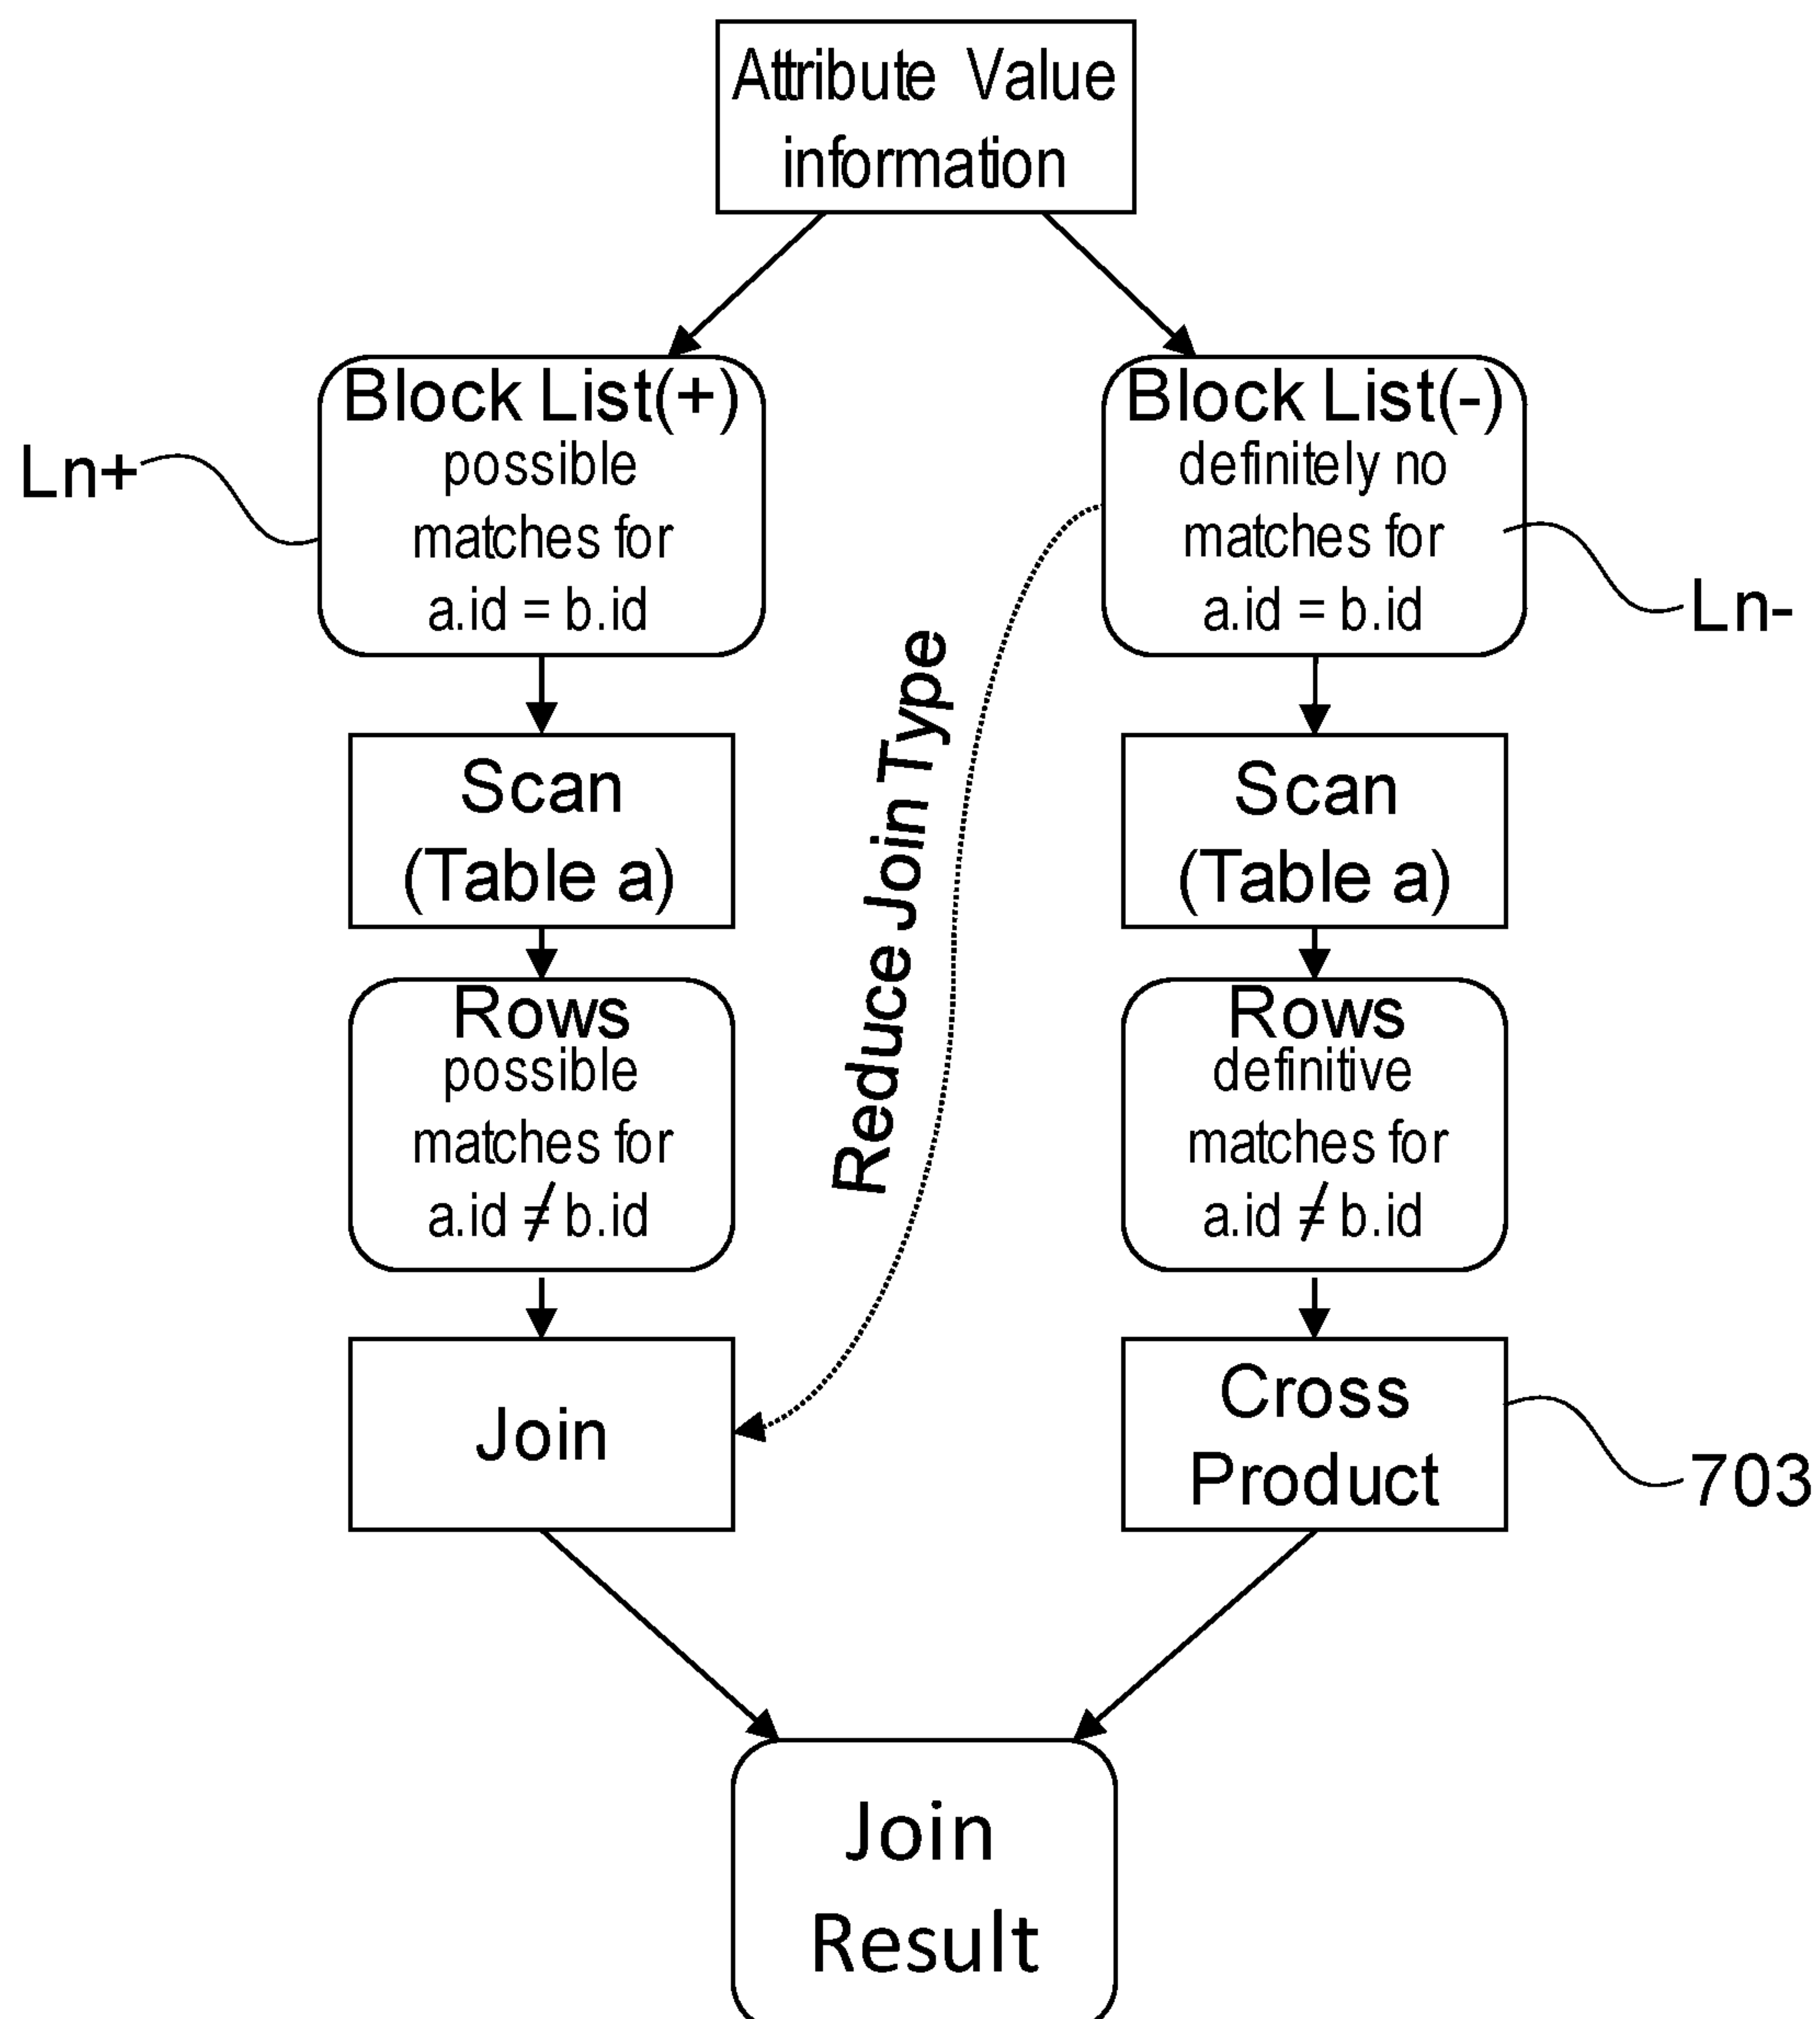 Attribute Value
information
Block List(+)
possible
matches for
a.id = b.id
Ln+
Block List(-)
definitely no
matches for
a.id = b.id
Ln-
Reduce Join Type
Scan
(Table a)
Scan
(Table a)
Rows
possible
matches for
a.id ≠ b.id
Rows
definitive
matches for
a.id ≠ b.id
Join
Cross
Product
703
Join
Result